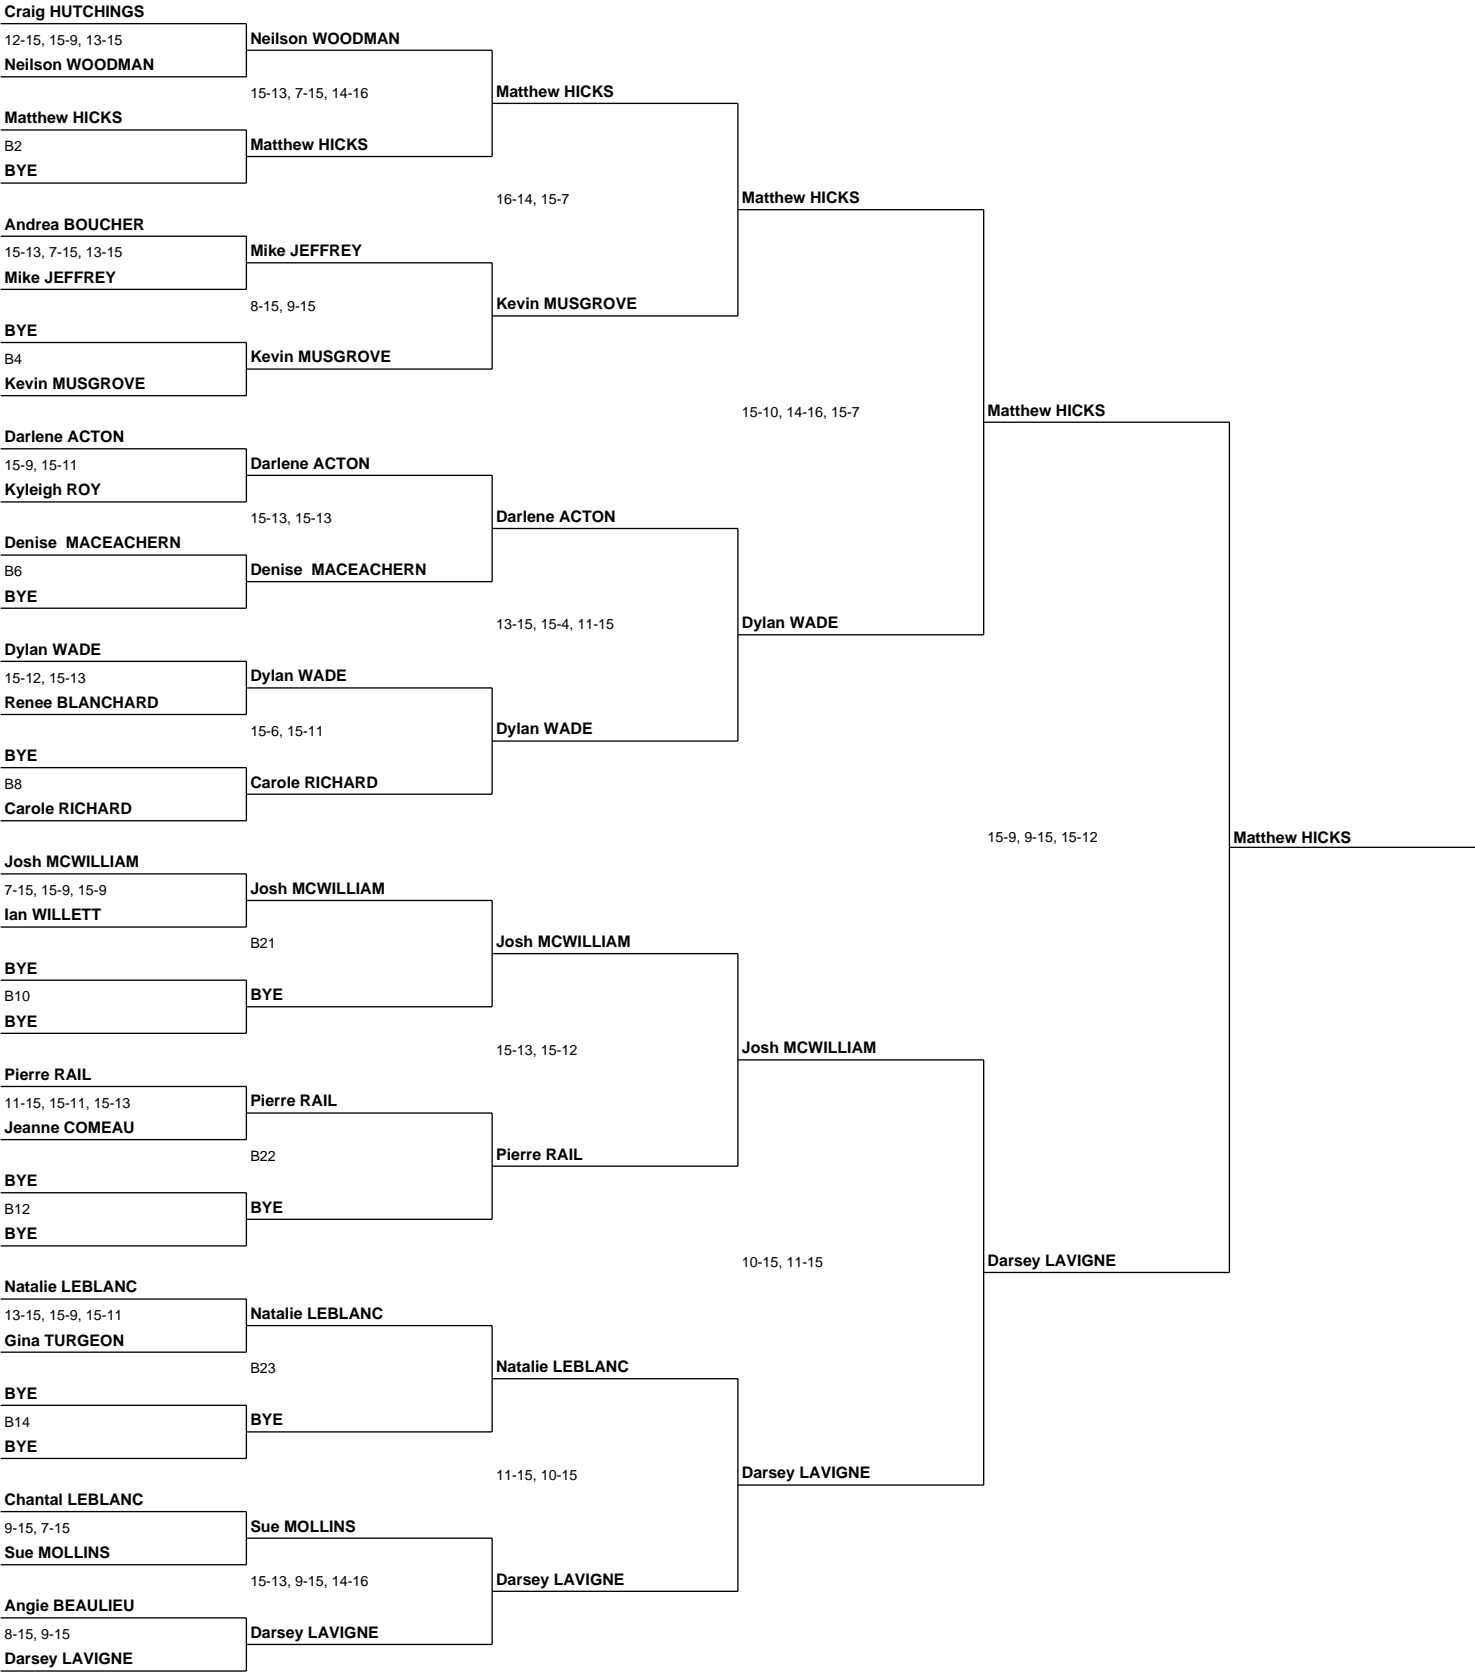 Craig HUTCHINGS
12-15, 15-9, 13-15
Neilson WOODMAN
Matthew HICKS
B2
BYE
Andrea BOUCHER
15-13, 7-15, 13-15
Mike JEFFREY
BYE
B4
Kevin MUSGROVE
Darlene ACTON
15-9, 15-11
Kyleigh ROY
Denise  MACEACHERN
B6
BYE
Dylan WADE
15-12, 15-13
Renee BLANCHARD
BYE
B8
Carole RICHARD
Josh MCWILLIAM
7-15, 15-9, 15-9
Ian WILLETT
BYE
B10
BYE
Pierre RAIL
11-15, 15-11, 15-13
Jeanne COMEAU
BYE
B12
BYE
Natalie LEBLANC
13-15, 15-9, 15-11
Gina TURGEON
BYE
B14
BYE
Chantal LEBLANC
9-15, 7-15
Sue MOLLINS
Angie BEAULIEU
8-15, 9-15
Darsey LAVIGNE
Neilson WOODMAN
15-13, 7-15, 14-16
Matthew HICKS
Mike JEFFREY
8-15, 9-15
Kevin MUSGROVE
Darlene ACTON
15-13, 15-13
Denise  MACEACHERN
Dylan WADE
15-6, 15-11
Carole RICHARD
Josh MCWILLIAM
B21
BYE
Pierre RAIL
B22
BYE
Natalie LEBLANC
B23
BYE
Sue MOLLINS
15-13, 9-15, 14-16
Darsey LAVIGNE
Matthew HICKS
16-14, 15-7
Kevin MUSGROVE
Darlene ACTON
13-15, 15-4, 11-15
Dylan WADE
Josh MCWILLIAM
15-13, 15-12
Pierre RAIL
Natalie LEBLANC
11-15, 10-15
Darsey LAVIGNE
Matthew HICKS
15-10, 14-16, 15-7
Dylan WADE
Josh MCWILLIAM
10-15, 11-15
Darsey LAVIGNE
Matthew HICKS
15-9, 9-15, 15-12
Darsey LAVIGNE
Matthew HICKS